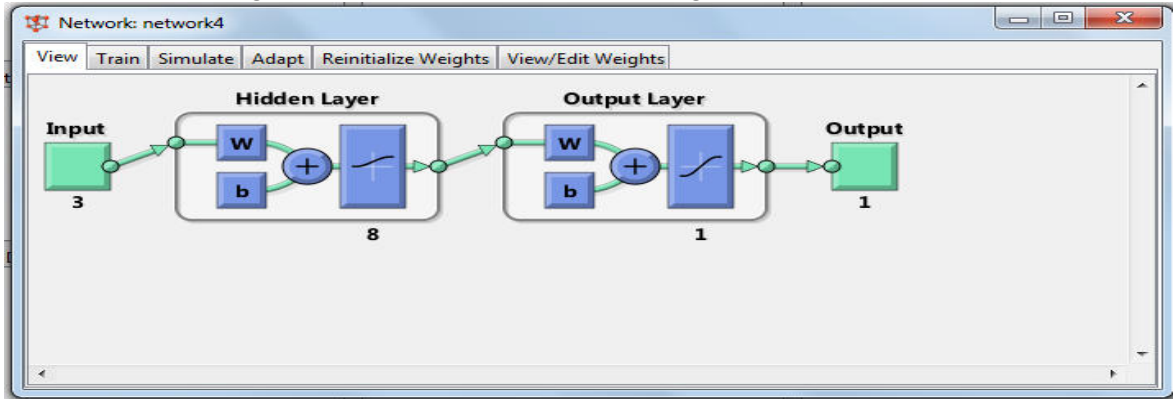 Network: network4
View Train Simulate Adapt Reinitialize Weights View/Edit Weights
Hidden Layer Output Layer
Input Output
W W
b b
3 1
8 1